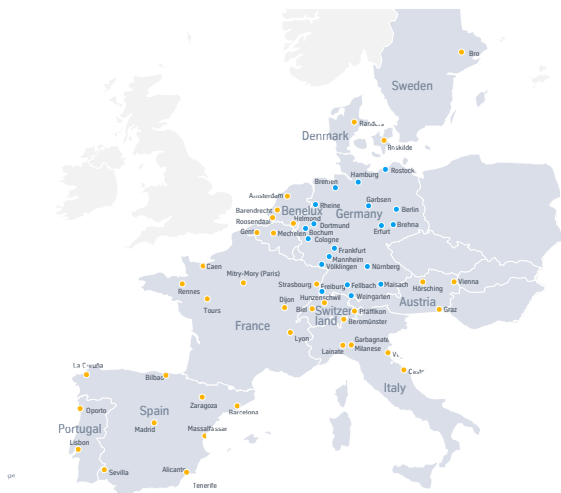 Bro
Sweden
Randers
Denmark
Roskilde
Rostock
Hamburg
Bremen
Amsterdam
Garbsen
Rheine
Barendrecht
Benelux
Berlin
Roosendaal
Helmond
Germany
Dortmund
Brehna
Gent
Mechelen
Bochum
Erfurt
Cologne
Frankfurt
Mannheim
Caen
Völklingen
Nürnberg
Mitry-Mory (Paris)
Strasbourg
Freiburg
Fellbach
Maisach
Hörsching
Vienna
Rennes
Hunzenschwil
Weingarten
Tours
Dijon
Austria
Biel
Switzer
land
Pfäffikon
Graz
Beromünster
France
Lyon
Garbagnate
Lainate
Milanese
La Coruña
Bilbao
Italy
Zaragoza
Oporto
Spain
Barcelona
Portugal
Madrid
Massalfassar
Lisbon
Sevilla
Alicante
Tenerife